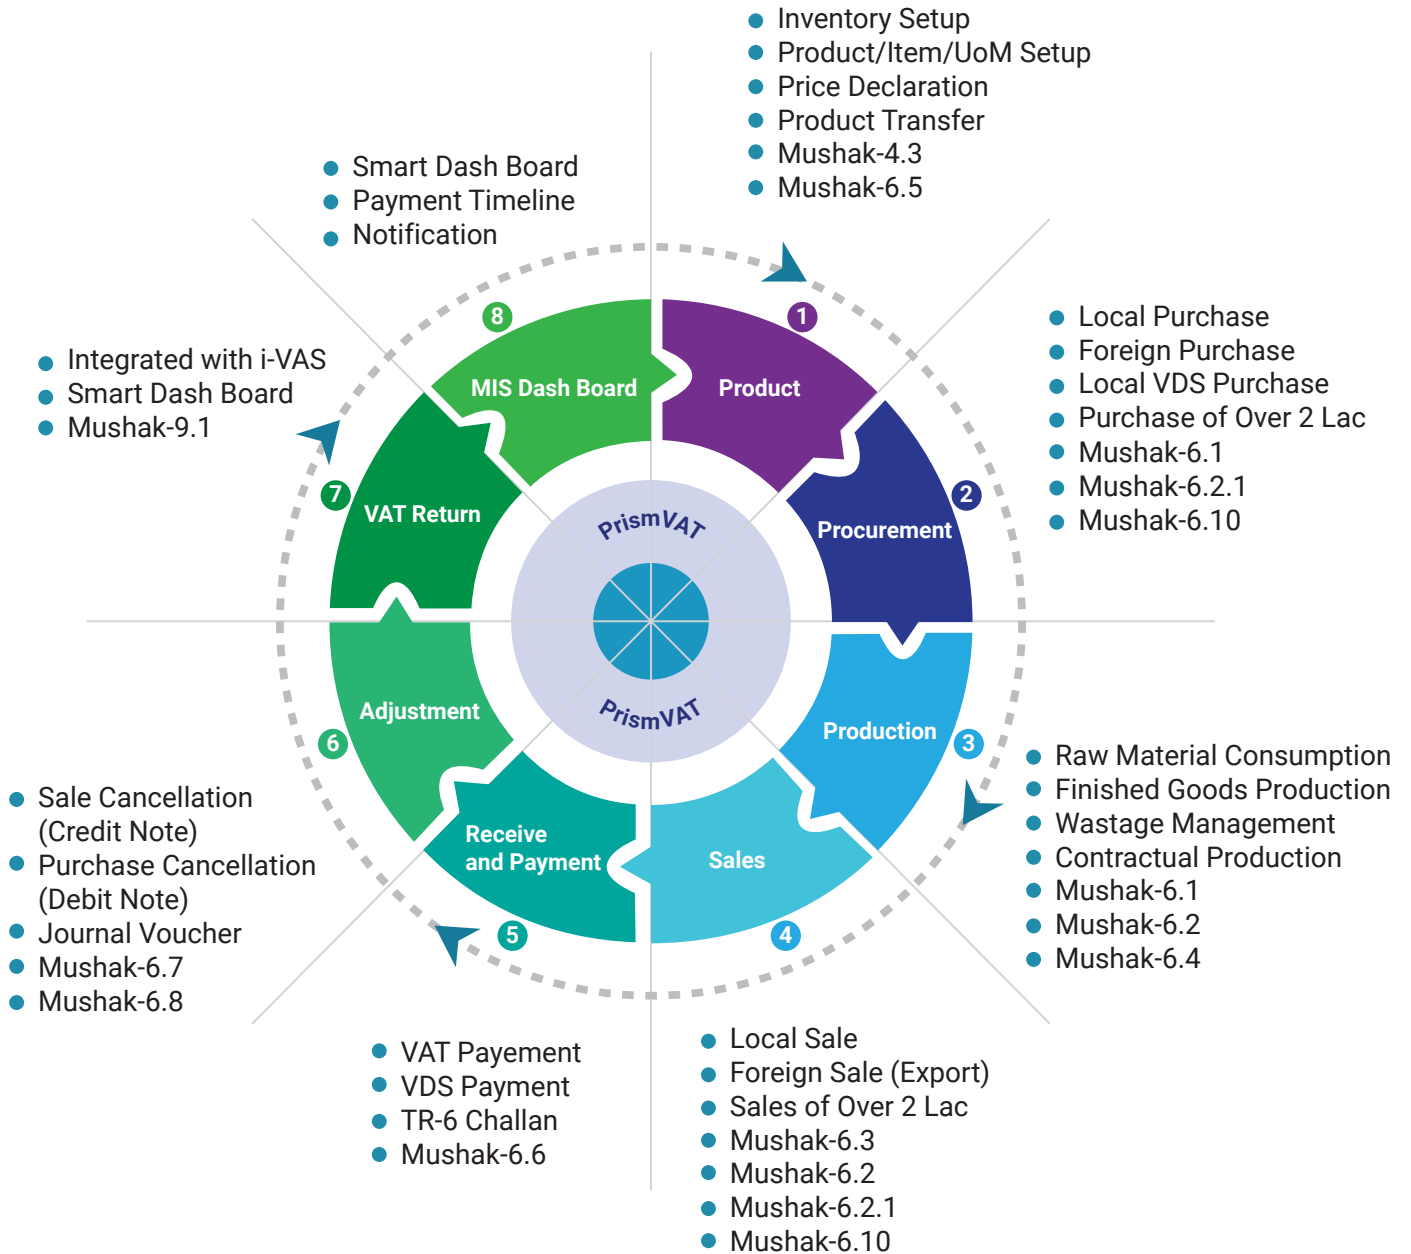 Inventory Setup
Product/Item/UoM Setup
Price Declaration
Product Transfer
Mushak-4.3
Mushak-6.5
Smart Dash Board
Payment Timeline
Notification
Local Purchase
Foreign Purchase
Local VDS Purchase
Purchase of Over 2 Lac
Mushak-6.1
Mushak-6.2.1
Mushak-6.10
Integrated with i-VAS
Smart Dash Board
Mushak-9.1
8
1
MIS Dash Board
Product
7
2
VAT Return
Procurement
PrismVAT
PrismVAT
Adjustment
Production
6
3
Receive
and Payment
Sales
5
4
Raw Material Consumption
Finished Goods Production
Wastage Management
Contractual Production
Mushak-6.1
Mushak-6.2
Mushak-6.4
Sale Cancellation
(Credit Note)
Purchase Cancellation
(Debit Note)
Journal Voucher
Mushak-6.7
Mushak-6.8
VAT Payement
VDS Payment
TR-6 Challan
Mushak-6.6
Local Sale
Foreign Sale (Export)
Sales of Over 2 Lac
Mushak-6.3
Mushak-6.2
Mushak-6.2.1
Mushak-6.10